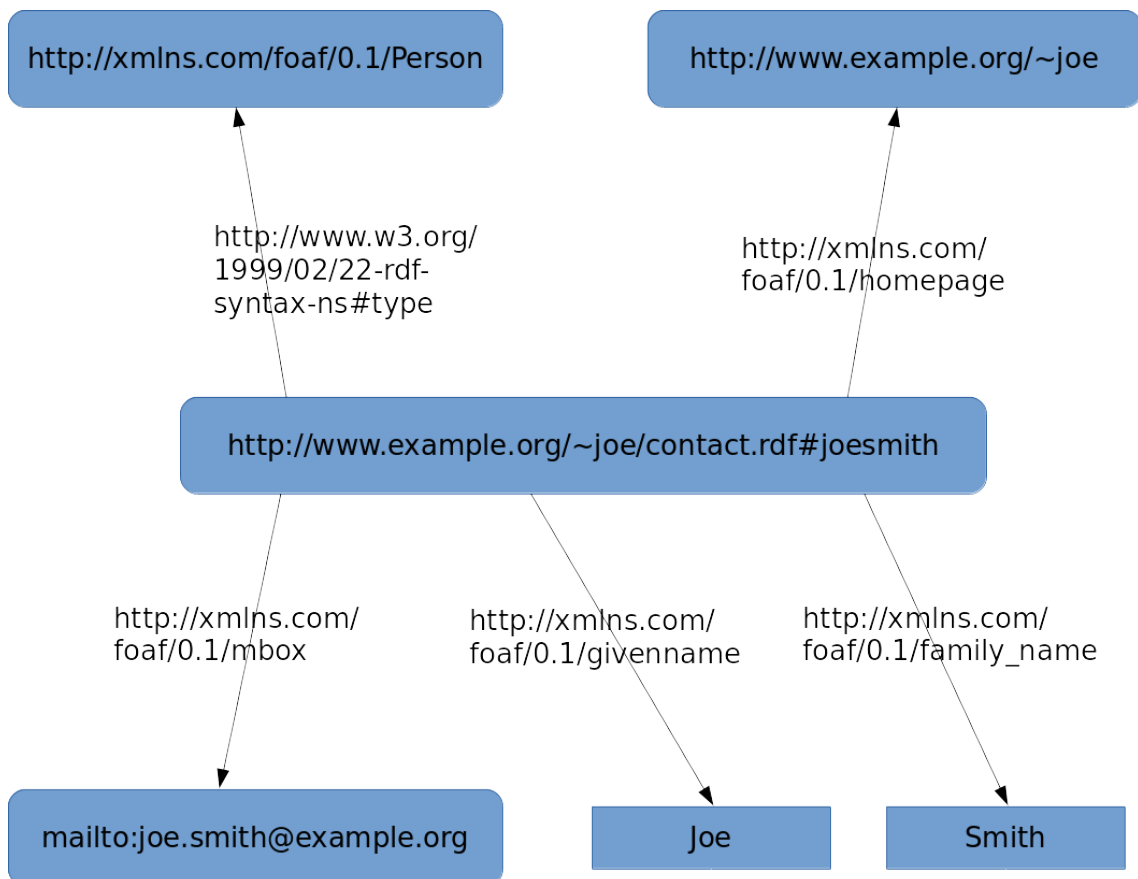 http://xmlns.com/foaf/0.1/Person
http://www.example.org/~joe
http://www.w3.org/
1999/02/22-rdf-
syntax-ns#type
http://xmlns.com/
foaf/0.1/homepage
http://www.example.org/~joe/contact.rdf#joesmith
http://xmlns.com/
foaf/0.1/mbox
http://xmlns.com/
foaf/0.1/givenname
http://xmlns.com/
foaf/0.1/family_name
mailto:joe.smith@example.org
Joe
Smith